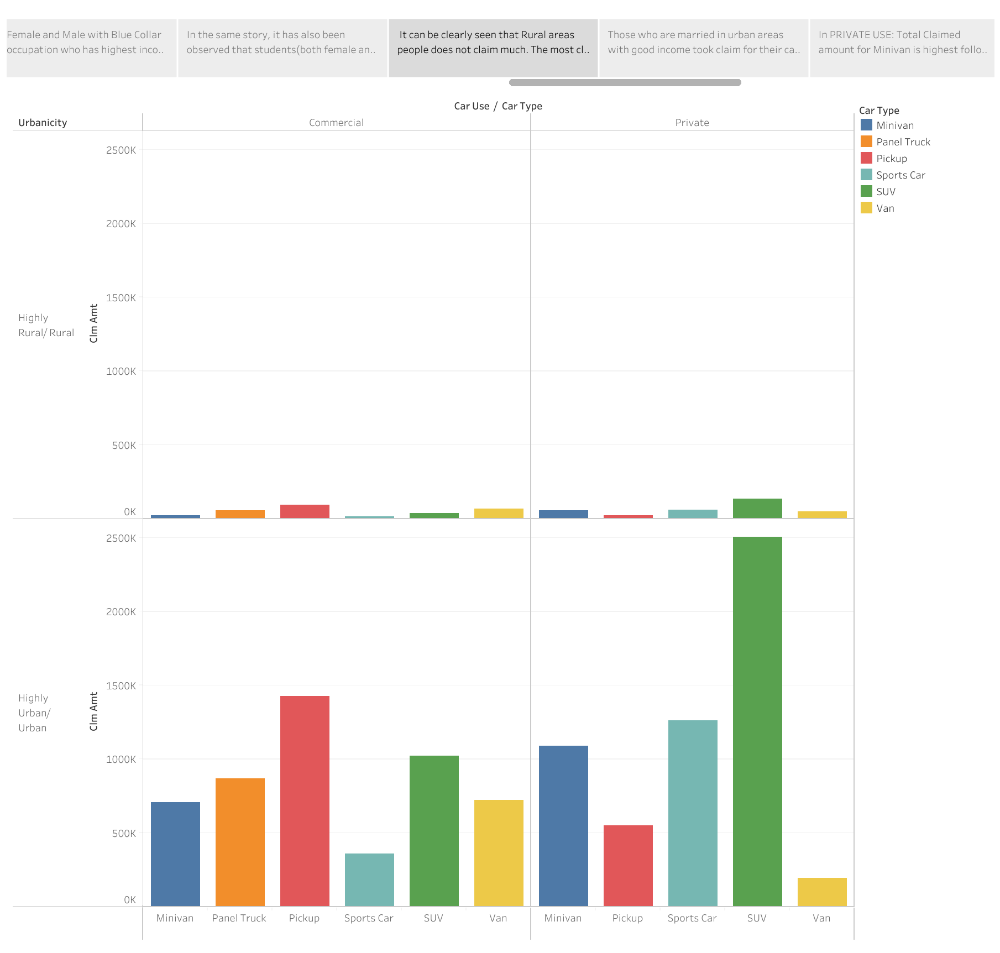 Female and Male with Blue Collar
occupation who has highest inco..
In the same story, it has also been
observed that students(both female an..
It can be clearly seen that Rural areas
people does not claim much. The most cl..
Those who are married in urban areas
with good income took claim for their ca..
In PRIVATE USE: Total Claimed
amount for Minivan is highest follo..
Car Use / Car Type
Urbanicity
Commercial
Private
Car Type
Minivan
Panel Truck
Pickup
Sports Car
SUV
Van
Highly
Rural/ Rural
Clm Amt
2500K
2000K
1500K
1000K
500K
0K
Highly
Urban/
Urban
Clm Amt
2500K
2000K
1500K
1000K
500K
0K
Minivan
Panel Truck
Pickup
Sports Car
SUV
Van
Minivan
Pickup
Sports Car
SUV
Van